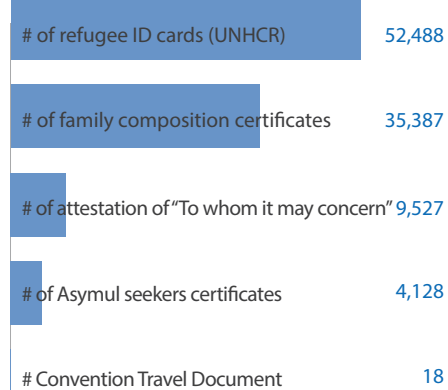 # of refugee ID cards (UNHCR) 52,488
# of family composition certificates 35,387
# of attestation of “To whom it may concern” 9,527
# of Asymul seekers certificates 4,128
# Convention Travel Document 18